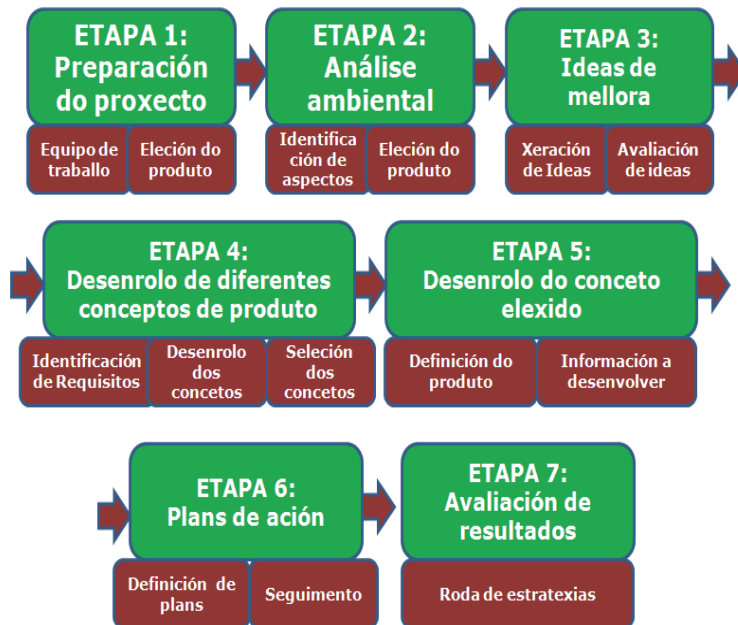 ETAPA 1:
Preparación
do proxecto
Equipo de
traballo
Eleción do
produto
ETAPA 2:
Análise
ambiental
Identifica
ción de
aspectos
Eleción do
produto
ETAPA 3:
Ideas de
mellora
Xeración
de Ideas
Avaliación
de ideas
ETAPA 4:
Desenrolo de diferentes
conceptos de produto
Identificación
de Requisitos
Desenrolo
dos
concetos
Seleción
dos
concetos
ETAPA 5:
Desenrolo do conceto
elexido
Definición do
produto
Información a
desenvolver
ETAPA 6:
Plans de ación
Definición de
plans
Seguimento
ETAPA 7:
Avaliación de
resultados
Roda de estratexias